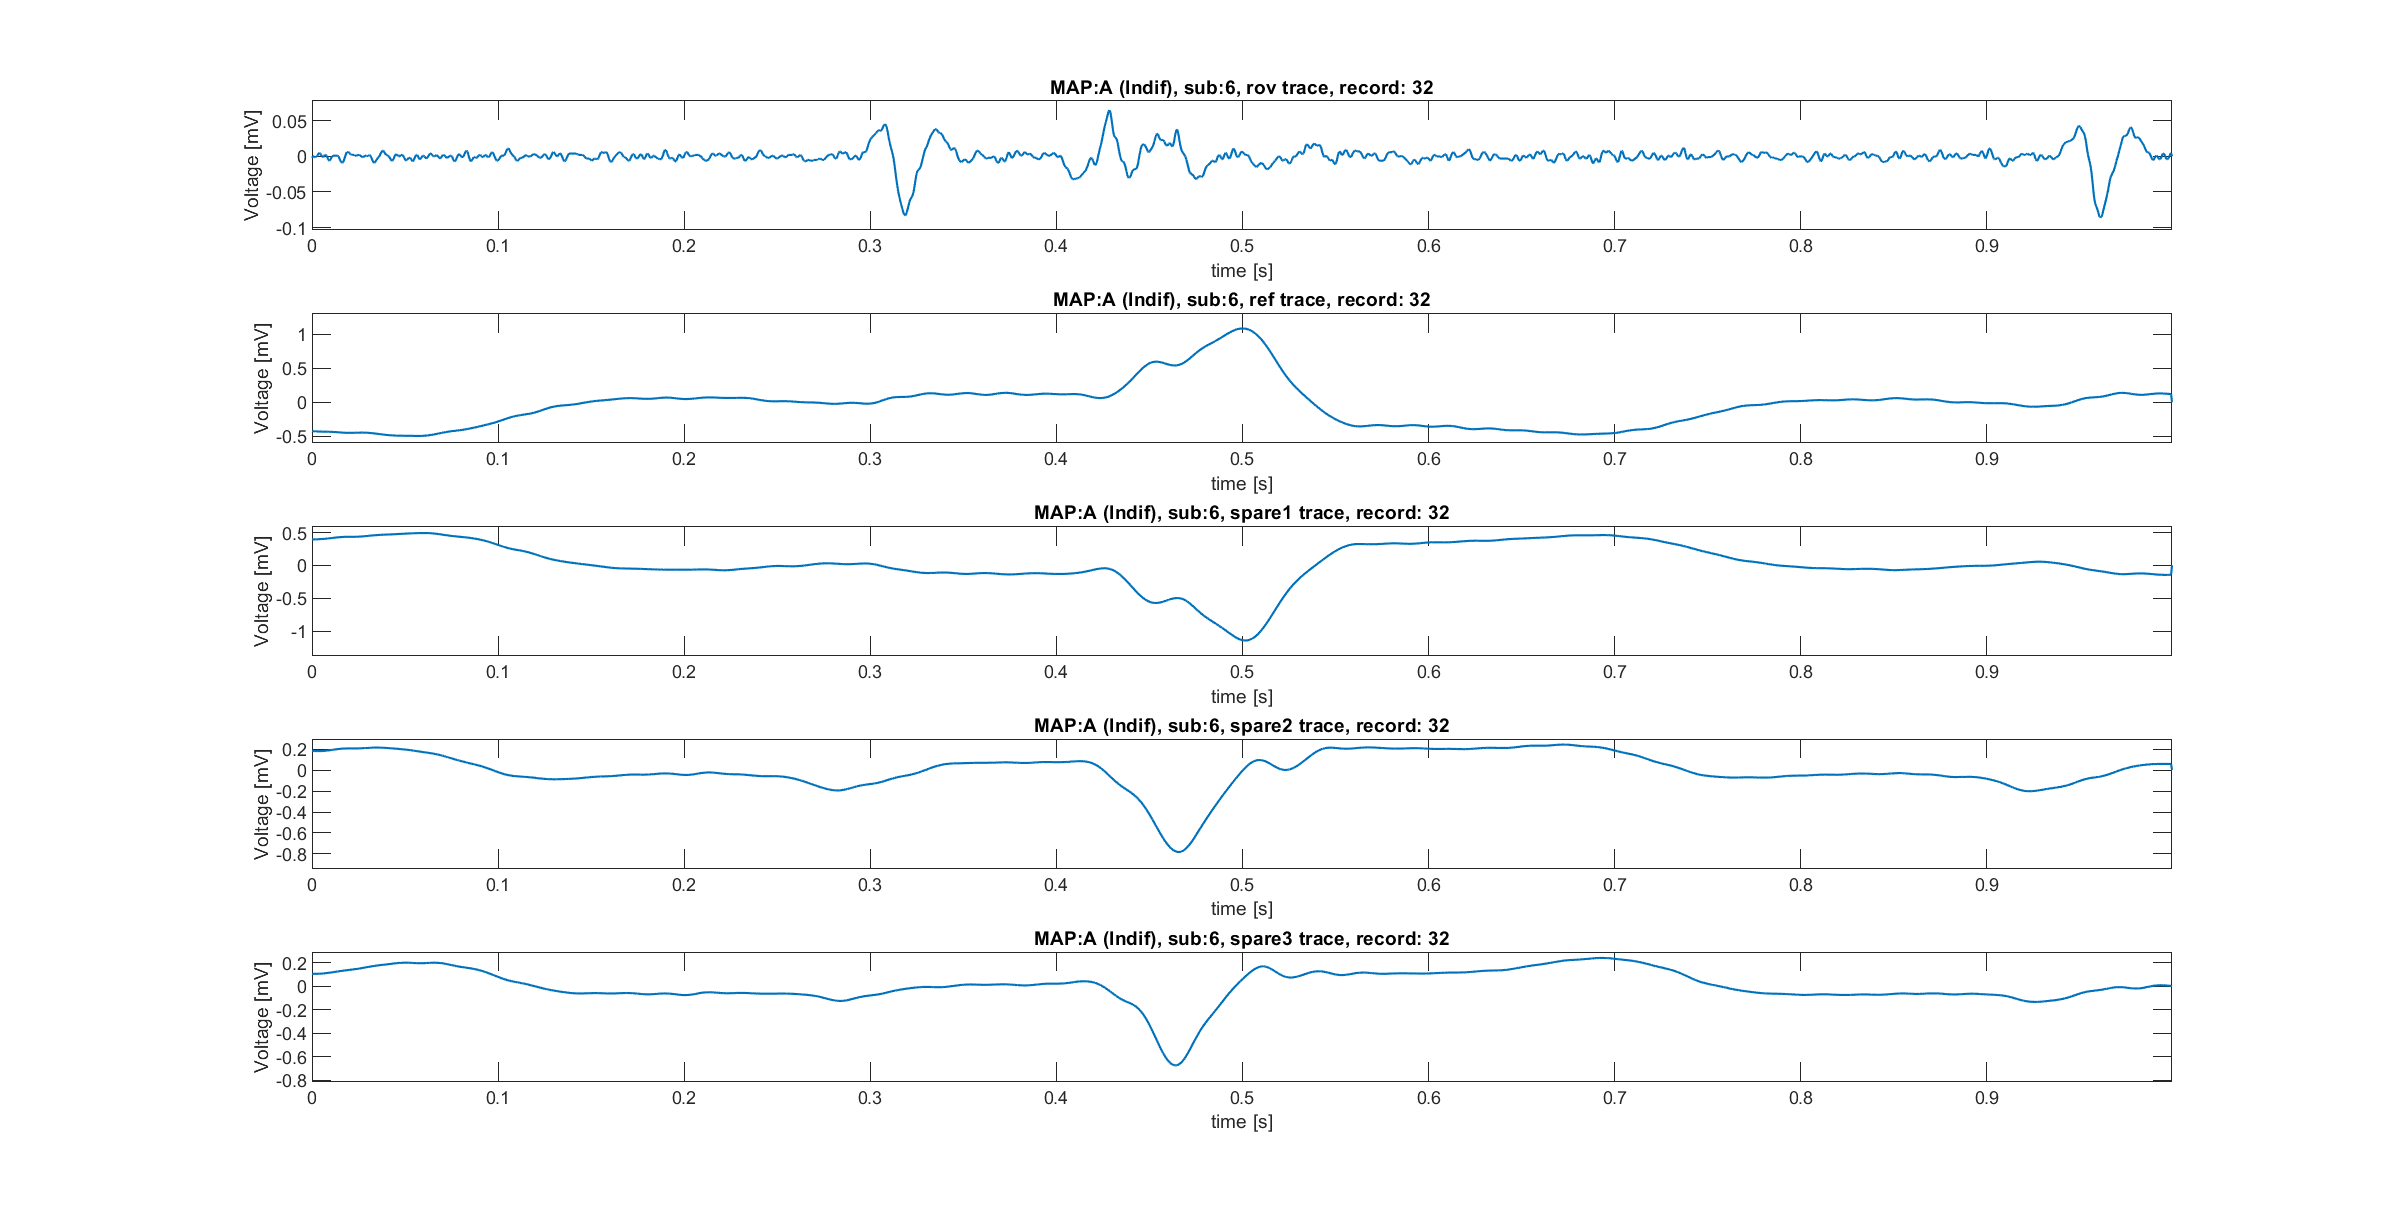 MAP:A (Indif), sub:6, rov trace, record: 32
Voltage [mV]
0.05
0
-0.05
-0.1
0 0.1 0.2 0.3 0.4 0.5 0.6 0.7 0.8 0.9
time [s]
MAP:A (Indif), sub:6, ref trace, record: 32
Voltage [mV]
1
0.5
0
-0.5
0 0.1 0.2 0.3 0.4 0.5 0.6 0.7 0.8 0.9
time [s]
MAP:A (Indif), sub:6, spare1 trace, record: 32
Voltage [mV]
0.5
0
-0.5
-1
0 0.1 0.2 0.3 0.4 0.5 0.6 0.7 0.8 0.9
time [s]
MAP:A (Indif), sub:6, spare2 trace, record: 32
Voltage [mV]
0.2
0
-0.2
-0.4
-0.6
-0.8
0 0.1 0.2 0.3 0.4 0.5 0.6 0.7 0.8 0.9
time [s]
MAP:A (Indif), sub:6, spare3 trace, record: 32
Voltage [mV]
0.2
0
-0.2
-0.4
-0.6
-0.8
0 0.1 0.2 0.3 0.4 0.5 0.6 0.7 0.8 0.9
time [s]